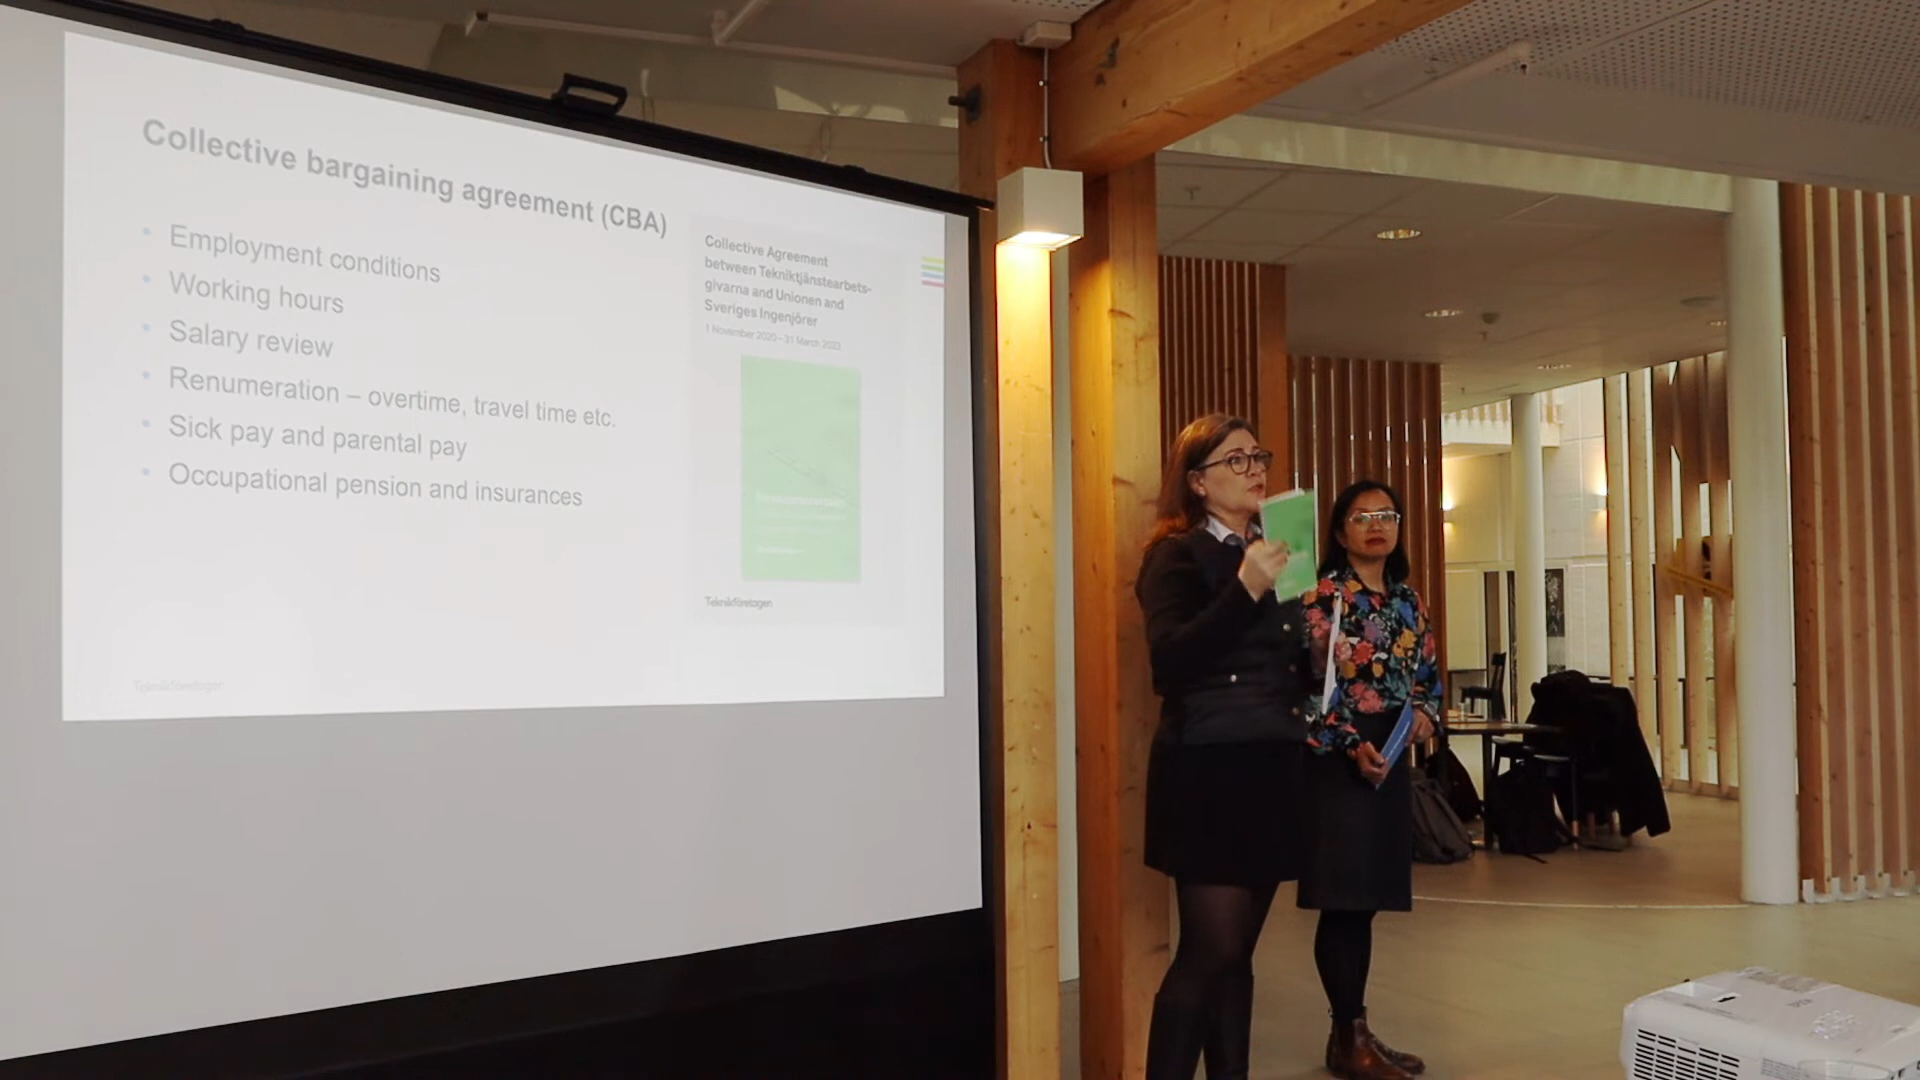 Collective bargaining agreement (CBA)
• Employment conditions
• Working hours
• Salary review
• Renumeration – overtime, travel time etc.
• Sick pay and parental pay
• Occupational pension and insurances
Collective Agreement
between Tekniktjänstearbets-
givarna and Unionen and
Sveriges Ingenjörer
1 November 2020 – 31 March 2023
Teknikföretagen
Teknikföretagen